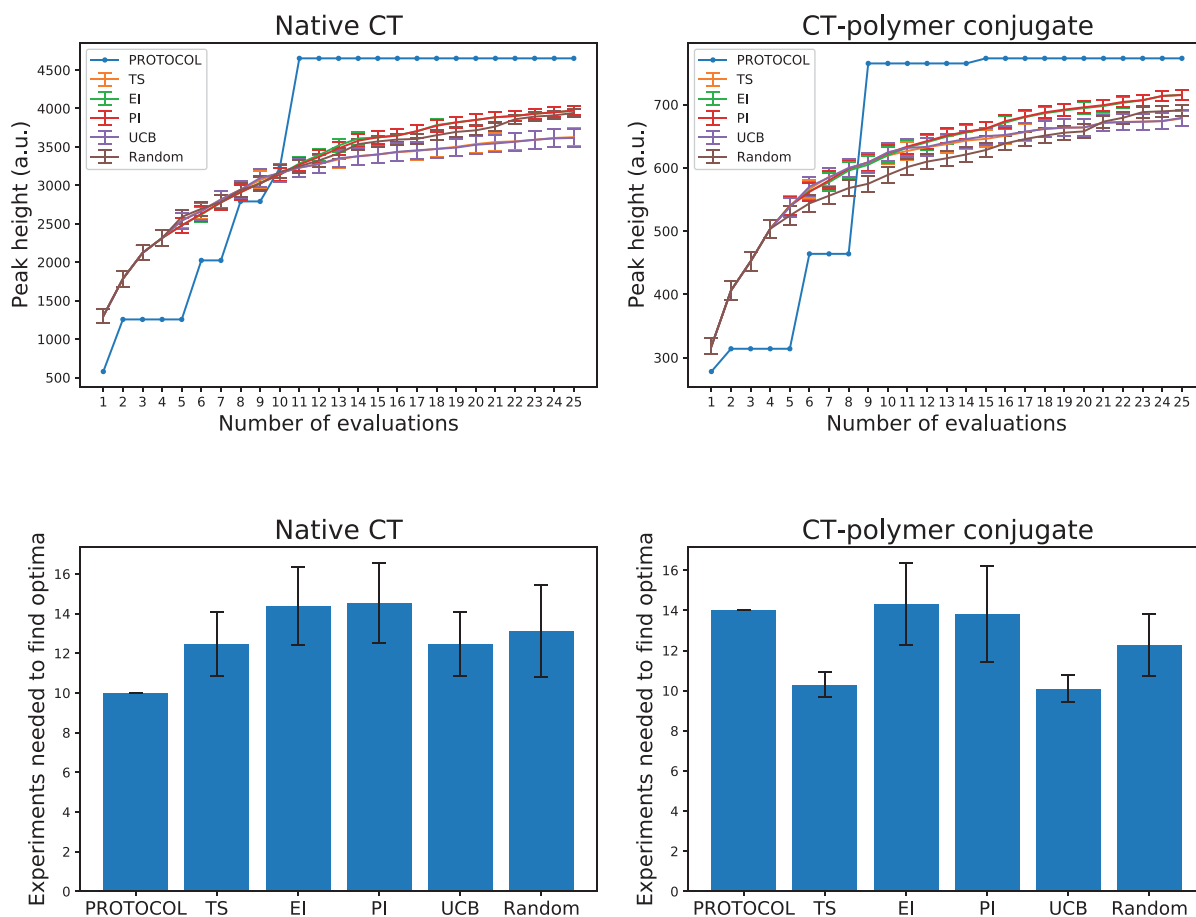 Native CT
Peak height (a.u.)
4500
4000
3500
3000
2500
2000
1500
1000
500
PROTOCOL
TS
EI
PI
UCB
Random
1 2 3 4 5 6 7 8 9 10 11 12 13 14 15 16 17 18 19 20 21 22 23 24 25
Number of evaluations
CT-polymer conjugate
Peak height (a.u.)
700
600
500
400
300
PROTOCOL
TS
EI
PI
UCB
Random
1 2 3 4 5 6 7 8 9 10 11 12 13 14 15 16 17 18 19 20 21 22 23 24 25
Number of evaluations
Native CT
Experiments needed to find optima
16
14
12
10
8
6
4
2
0
PROTOCOL TS EI PI UCB Random
CT-polymer conjugate
Experiments needed to find optima
16
14
12
10
8
6
4
2
0
PROTOCOL TS EI PI UCB Random